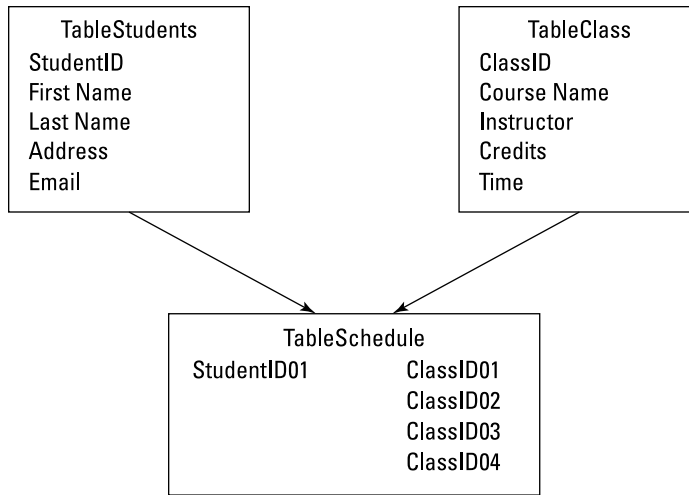 TableStudents
StudentID
First Name
Last Name
Address
Email
TableClass
ClassID
Course Name
Instructor
Credits
Time
TableSchedule
StudentID01
ClassID01
ClassID02
ClassID03
ClassID04